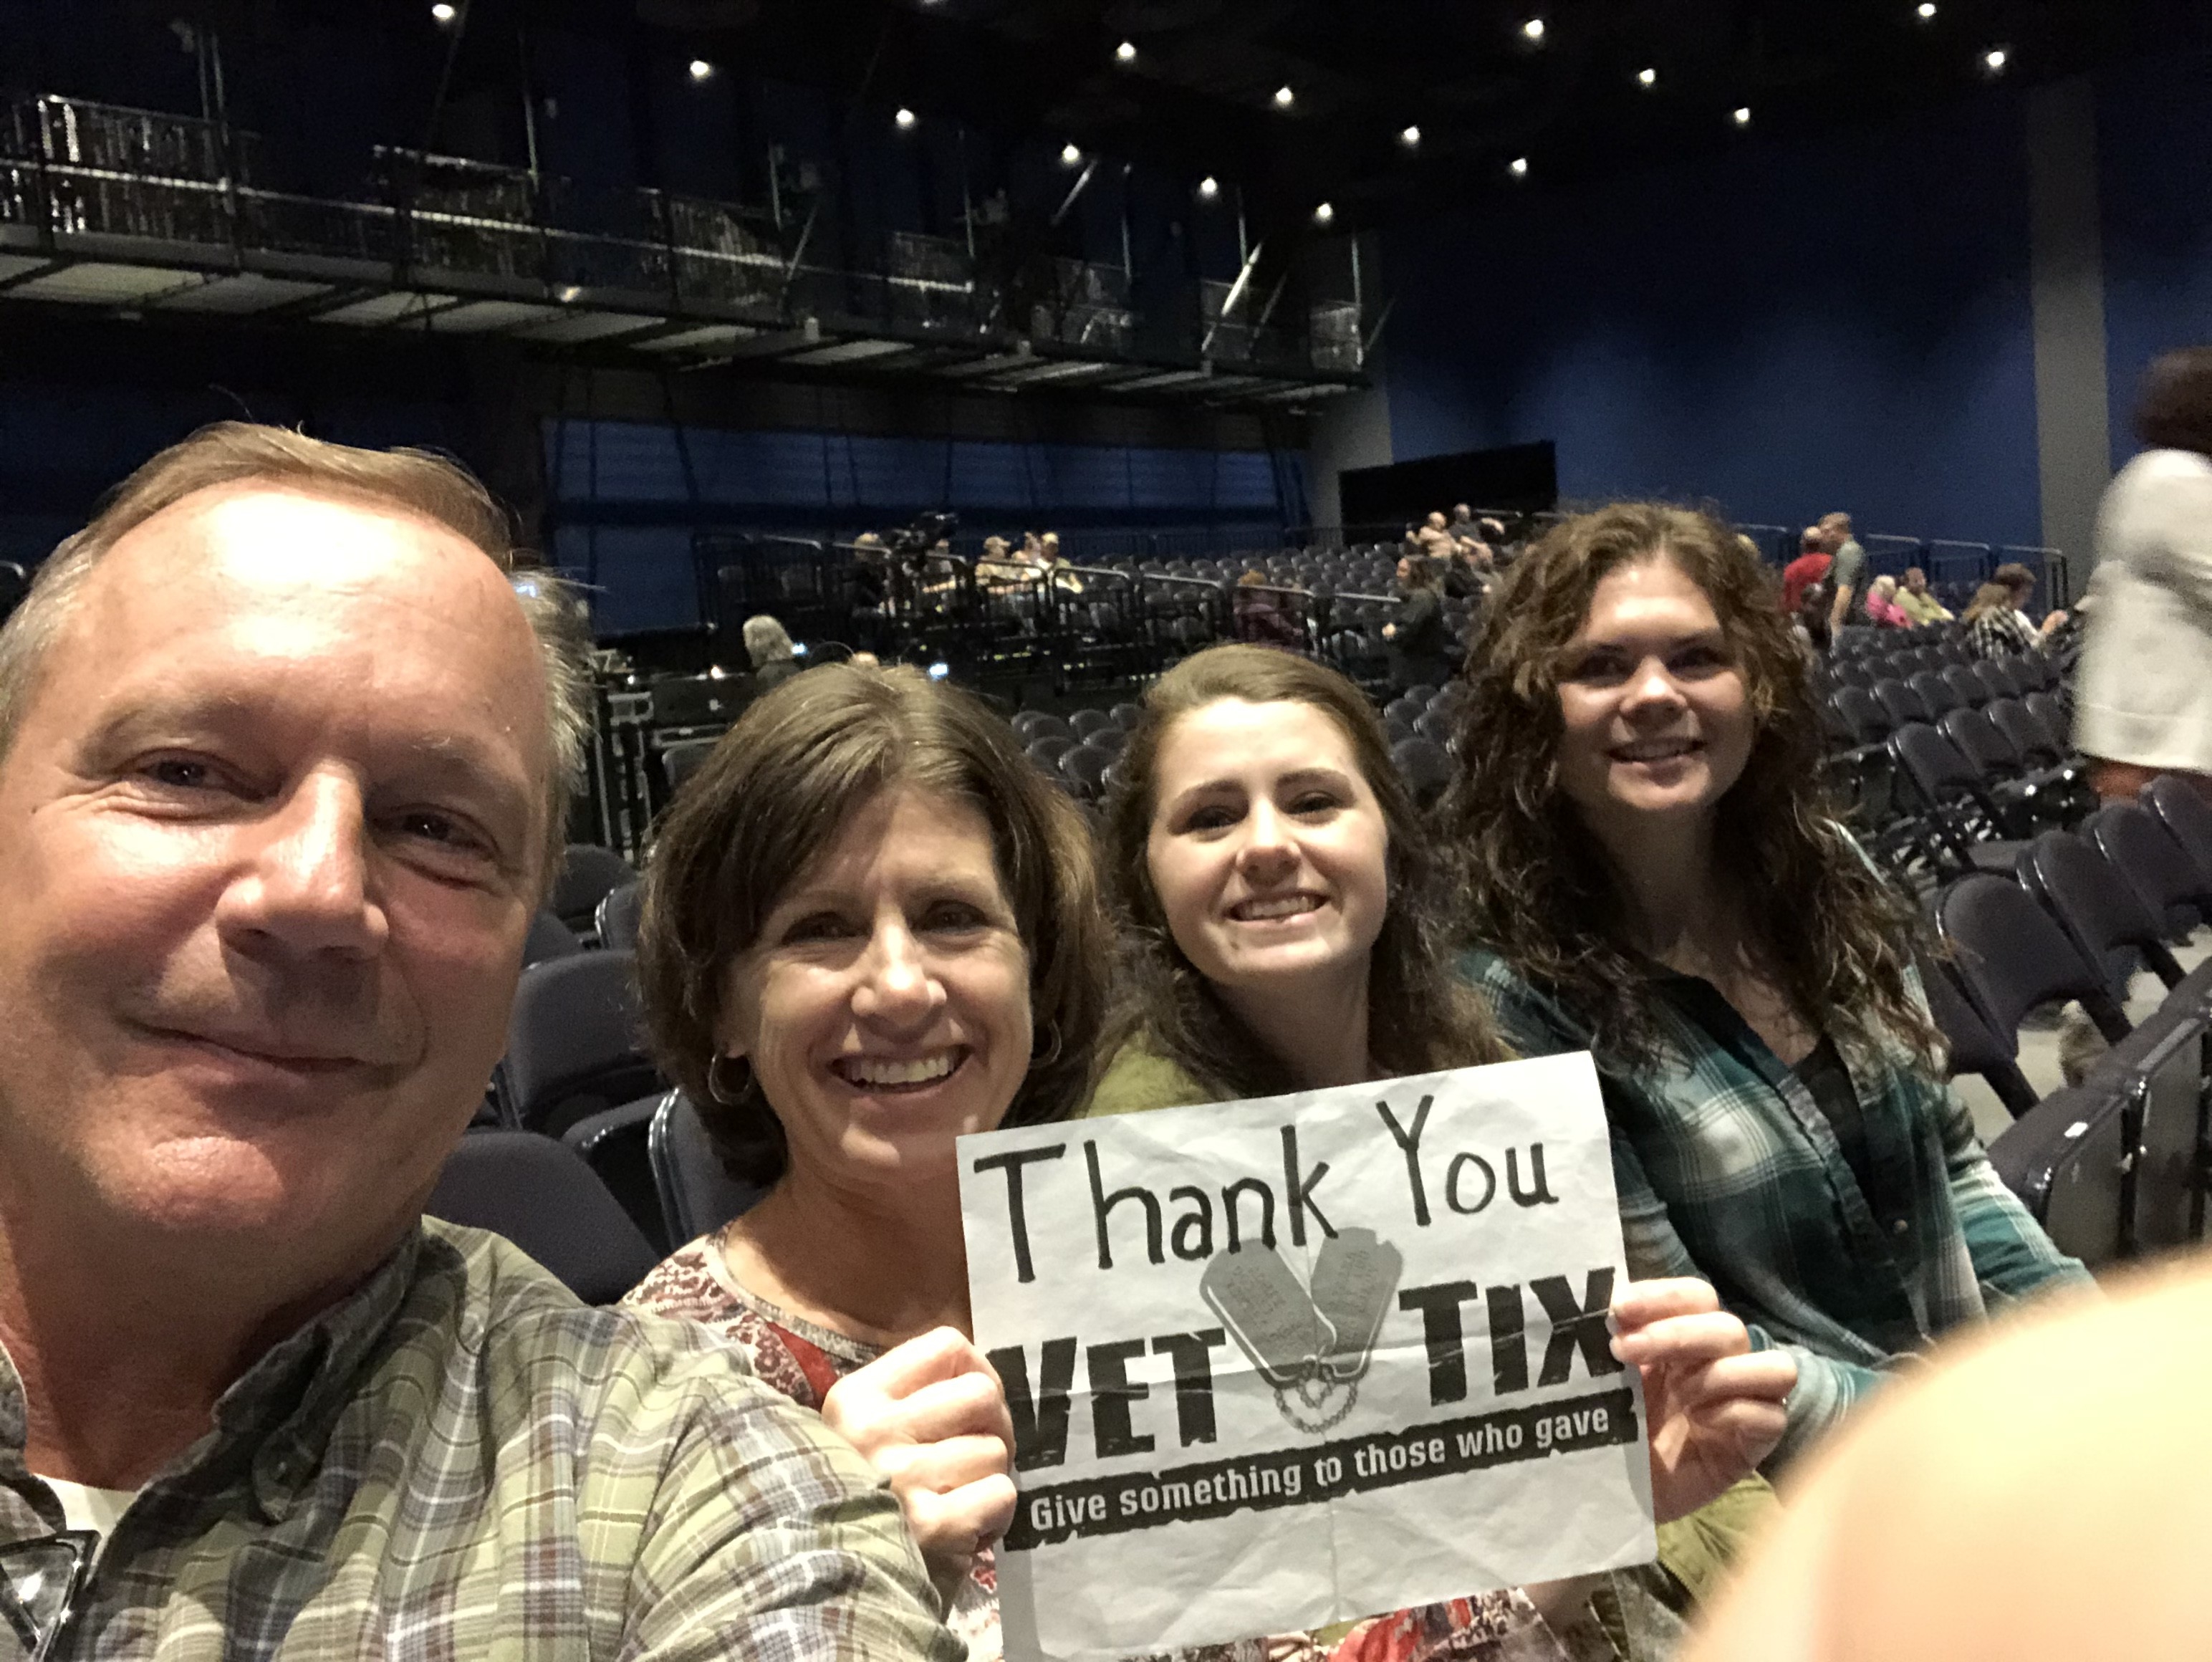 Thank You
VET TIX
Give something to those who gave